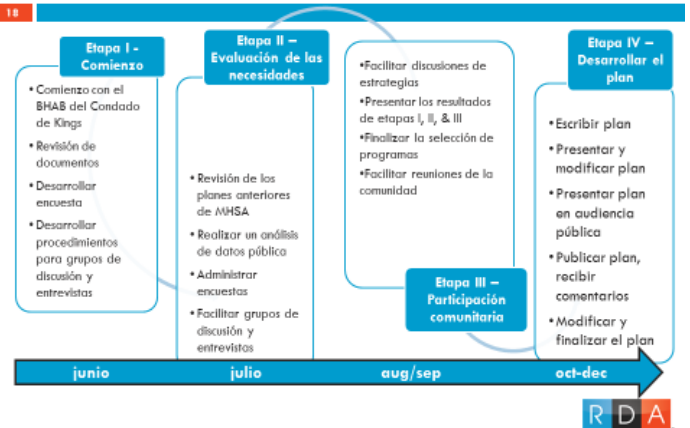 18
Etapa I -
Comienzo
• Comienzo con el
BHAB del Condado
de Kings
• Revisión de
documentos
• Desarrollar
encuesta
• Desarrollar
procedimientos
para grupos de
discusión y
entrevistas
Etapa II –
Evaluación de las
necesidades
• Revisión de los
planes anteriores
de MHSA
• Realizar un análisis
de datos pública
• Administrar
encuestas
• Facilitar grupos de
discusión y
entrevistas
•Facilitar discusiones de
estrategias
•Presentar los resultados
de etapas I, II, & III
•Finalizar la selección de
programas
•Facilitar reuniones de la
comunidad
Etapa III –
Participación
comunitaria
Etapa IV –
Desarrollar el
plan
•Escribir plan
•Presentar y
modificar plan
•Presentar plan
en audiencia
pública
•Publicar plan,
recibir
comentarios
•Modificar y
finalizar el plan
junio
julio
aug/sep
oct-dec
RDA